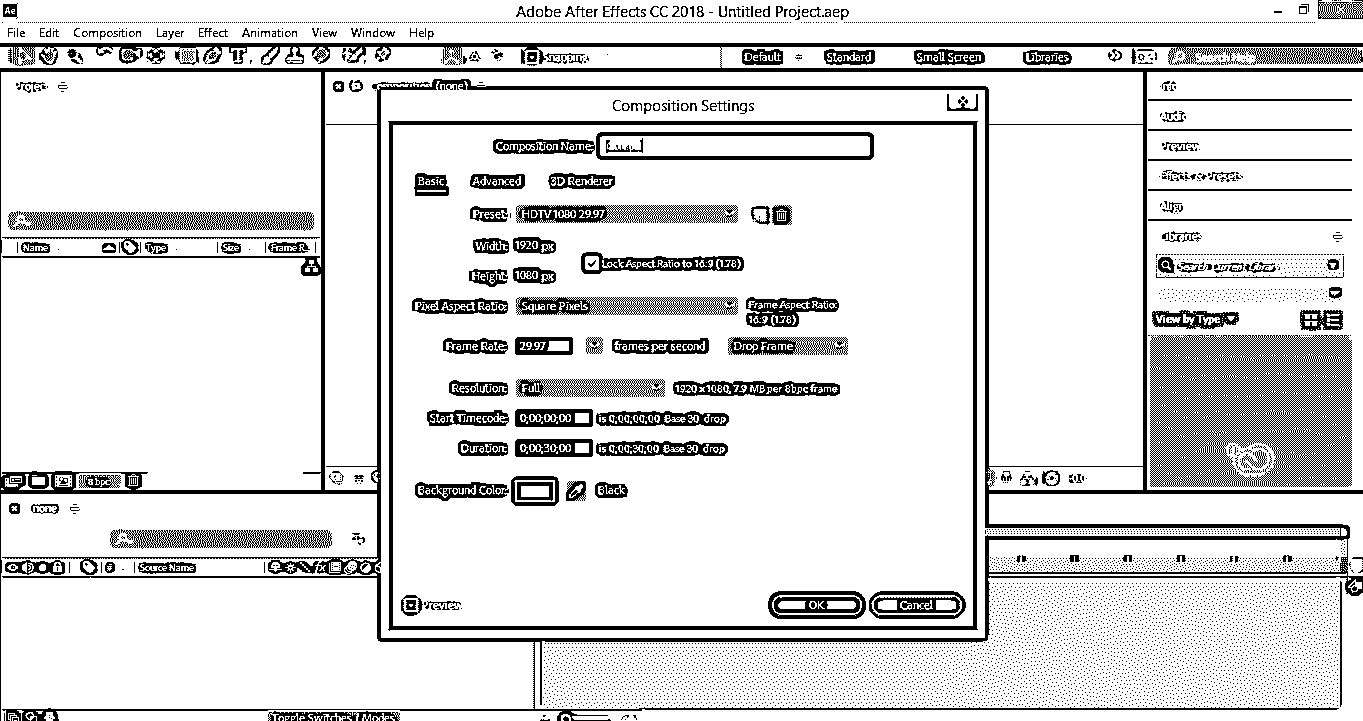 Adobe After Effects CC 2018 - Untitled Project.aep
File Edit Composition Layer Effect Animation View Window Help
Snapping Default Standard Small Screen Libraries Search Help
Project
Composition (none)
Audio
Preview
Effects & Presets
Align
Libraries
Search Current Library
View by Type
Name Type Size Frame R...
8 bpc
Composition Settings
Composition Name:
Basic Advanced 3D Renderer
Preset: HDTV 1080 29.97
Width: 1920 px
Lock Aspect Ratio to 16:9 (1.78)
Height: 1080 px
Pixel Aspect Ratio: Square Pixels Frame Aspect Ratio:
16:9 (1.78)
Frame Rate: 29.97 frames per second Drop Frame
Resolution: Full 1920 x 1080, 7.9 MB per 8bpc frame
Start Timecode: 0;00;00;00 is 0;00;00;00 Base 30 drop
Duration: 0;00;30;00 is 0;00;30;00 Base 30 drop
Background Color: Black
Preview OK Cancel
(none)
# Source Name
Toggle Switches / Modes